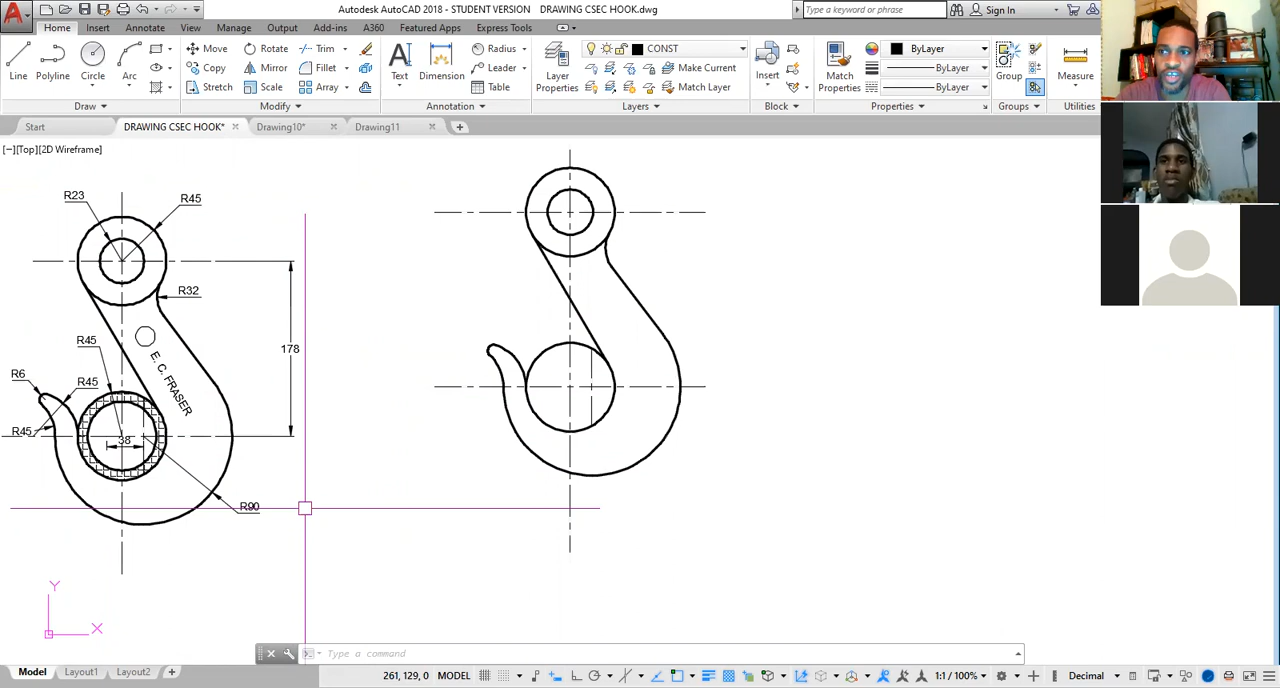 Autodesk AutoCAD 2018 - STUDENT VERSION DRAWING CSEC HOOK.dwg
Type a keyword or phrase
Sign In
Home Insert Annotate View Manage Output Add-ins A360 Featured Apps Express Tools
Line
Polyline
Circle
Arc
Move
Copy
Stretch
Rotate
Mirror
Scale
Trim
Fillet
Array
Text
Dimension
Radius
Leader
Table
Layer
Properties
CONST
Make Current
Match Layer
Insert
Match
Properties
ByLayer
ByLayer
ByLayer
Group
Measure
Draw
Modify
Annotation
Layers
Block
Properties
Groups
Utilities
Start
DRAWING CSEC HOOK*
Drawing10*
Drawing11
[−][Top][2D Wireframe]
R23
R45
R32
178
R45
E. C. FRASER
R6
R45
R45
38
R90
Y
X
Type a command
Model Layout1 Layout2
261, 129, 0 MODEL
1:1 / 100%
Decimal